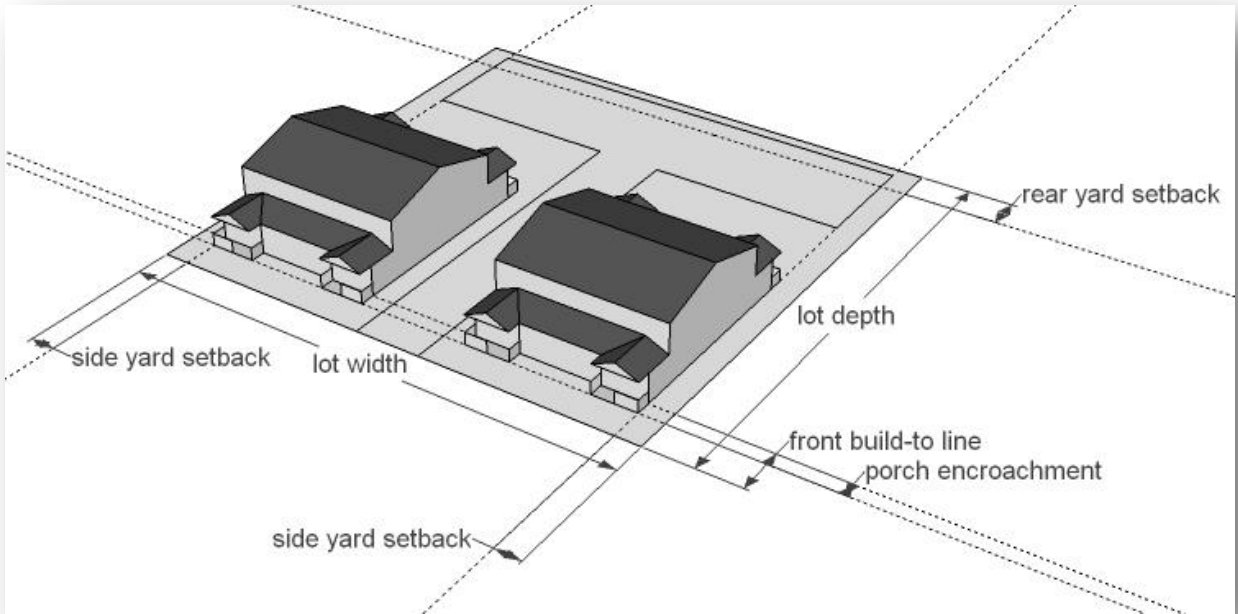 rear yard setback
lot depth
side yard setback
lot width
front build-to line
porch encroachment
side yard setback